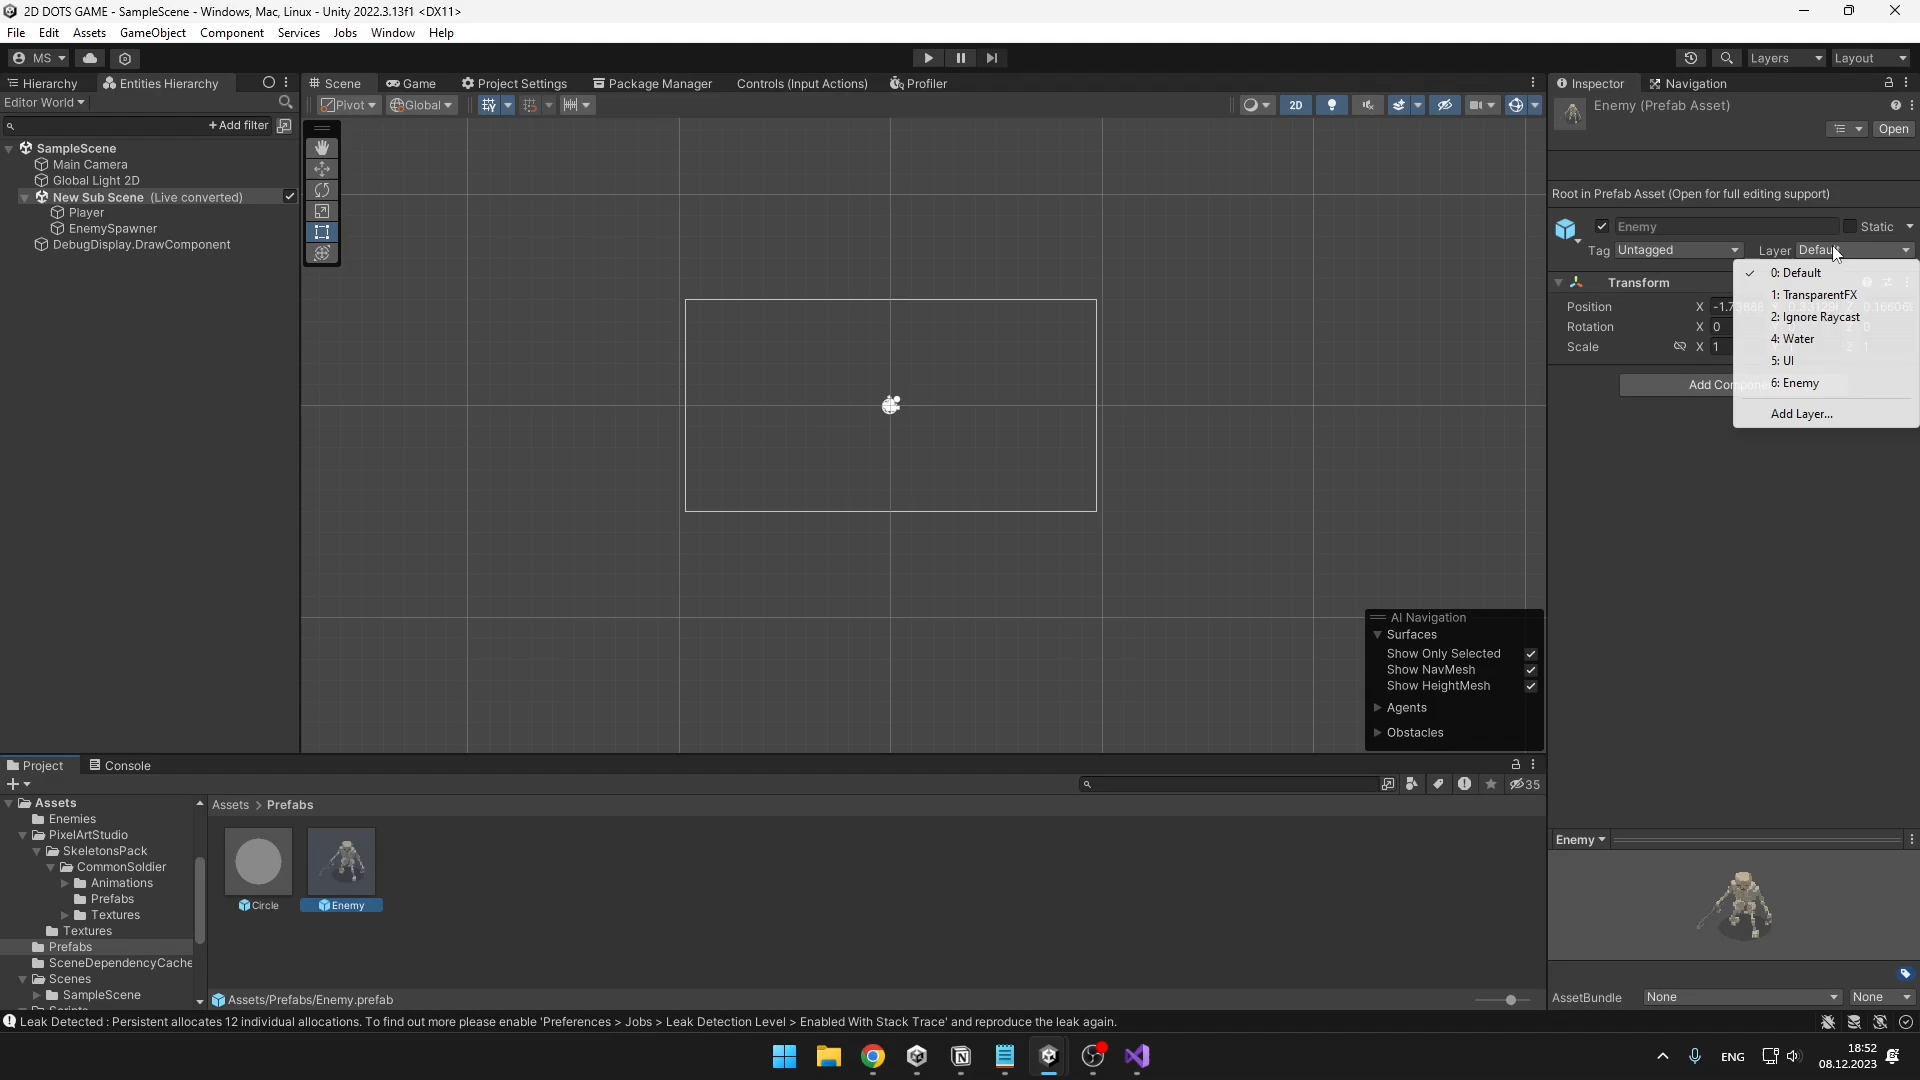 2D DOTS GAME - SampleScene - Windows, Mac, Linux - Unity 2022.3.13f1 <DX11>
File Edit Assets GameObject Component Services Jobs Window Help
MS Layers Layout
Hierarchy Entities Hierarchy Scene Game Project Settings Package Manager Controls (Input Actions) Profiler Inspector Navigation
Editor World Pivot Global 2D Enemy (Prefab Asset)
+ Add filter Open
SampleScene
Main Camera
Global Light 2D
New Sub Scene (Live converted)
Player
EnemySpawner
DebugDisplay.DrawComponent
Root in Prefab Asset (Open for full editing support)
Enemy Static
Tag Untagged Layer Default
0: Default
1: TransparentFX
2: Ignore Raycast
4: Water
5: UI
6: Enemy
Add Layer...
Transform
Position X
Rotation X 0
Scale X 1
AI Navigation
Surfaces
Show Only Selected
Show NavMesh
Show HeightMesh
Agents
Obstacles
Project Console
35
Assets
Enemies
PixelArtStudio
SkeletonsPack
CommonSoldier
Animations
Prefabs
Textures
Textures
Prefabs
SceneDependencyCache
Scenes
SampleScene
Assets > Prefabs
Circle Enemy
Assets/Prefabs/Enemy.prefab
Enemy
AssetBundle None None
Leak Detected : Persistent allocates 12 individual allocations. To find out more please enable 'Preferences > Jobs > Leak Detection Level > Enabled With Stack Trace' and reproduce the leak again.
ENG 18:52
08.12.2023